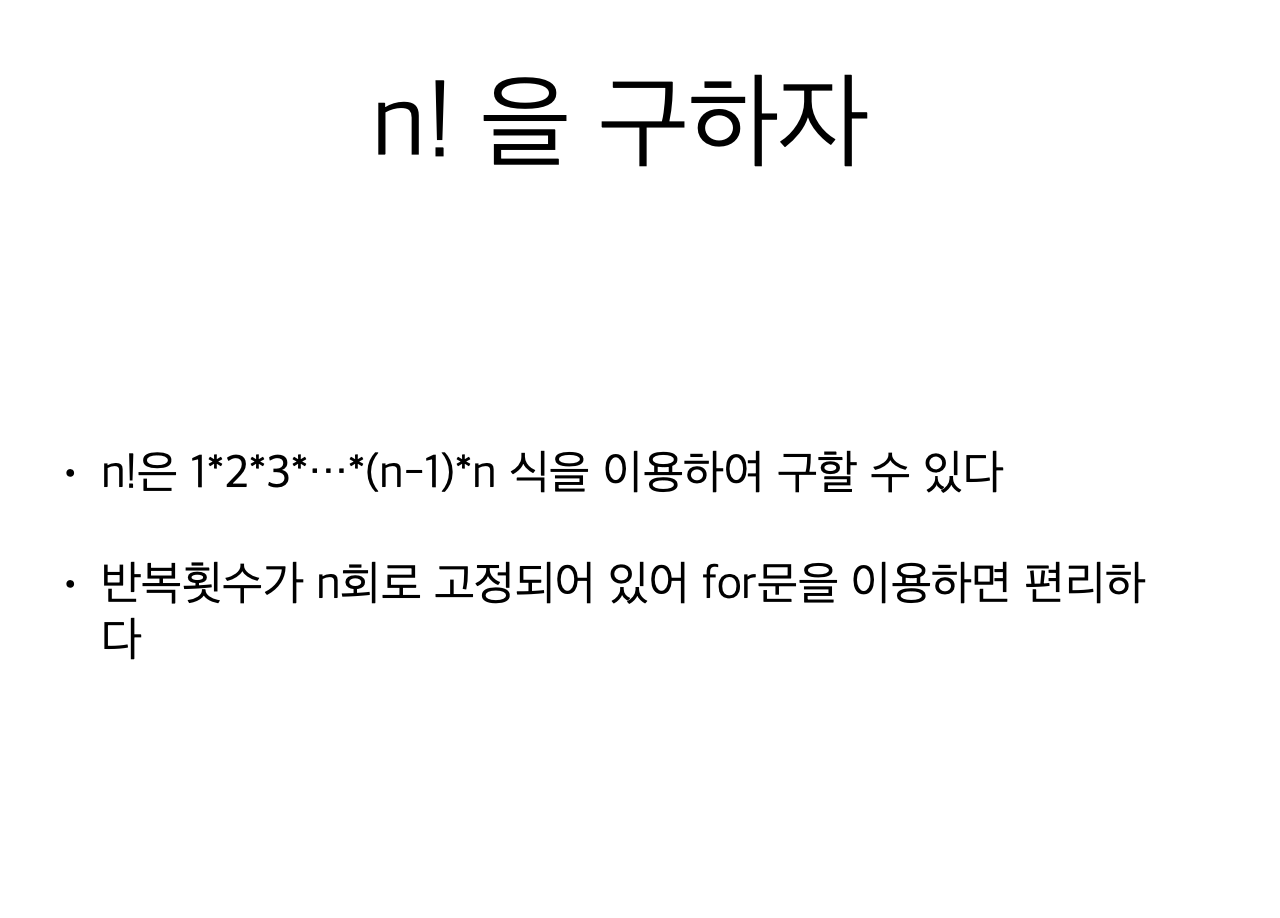 n! 을 구하자
• n!은 1*2*3*…*(n-1)*n 식을 이용하여 구할 수 있다
• 반복횟수가 n회로 고정되어 있어 for문을 이용하면 편리하
다